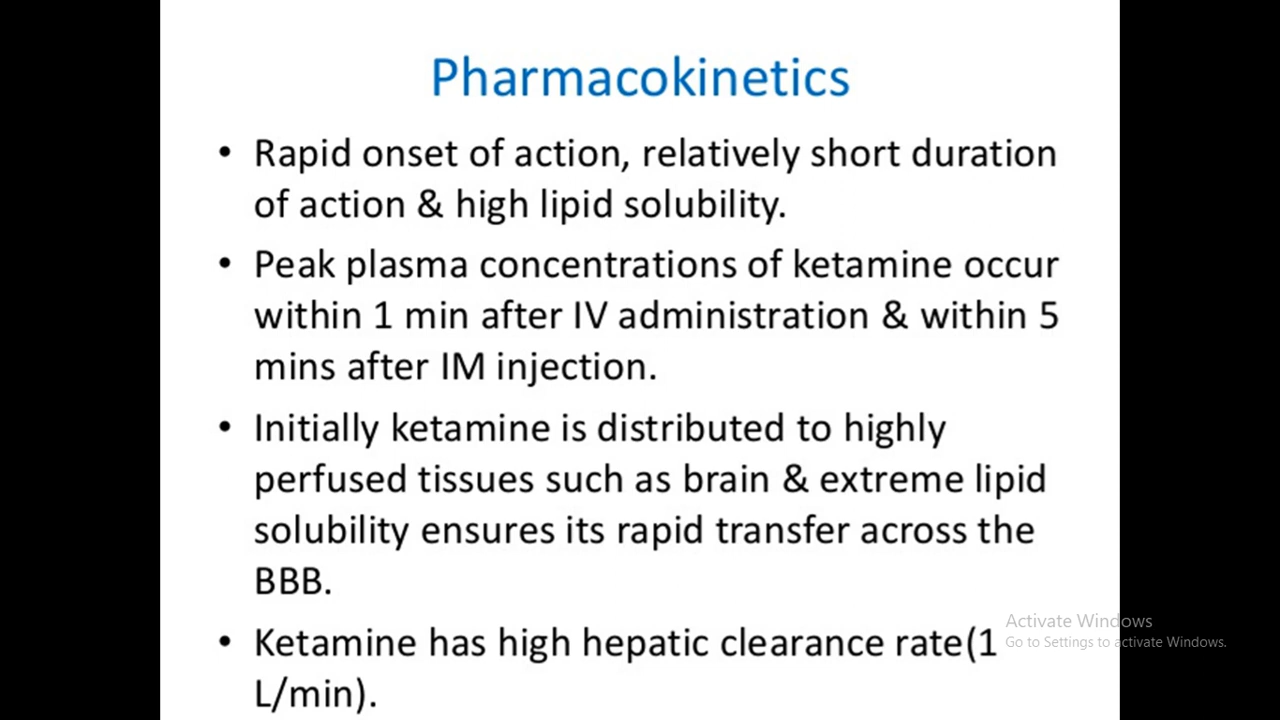 Pharmacokinetics
• Rapid onset of action, relatively short duration
of action & high lipid solubility.
• Peak plasma concentrations of ketamine occur
within 1 min after IV administration & within 5
mins after IM injection.
• Initially ketamine is distributed to highly
perfused tissues such as brain & extreme lipid
solubility ensures its rapid transfer across the
BBB.
• Ketamine has high hepatic clearance rate(1
L/min).
Activate Windows
Go to Settings to activate Windows.